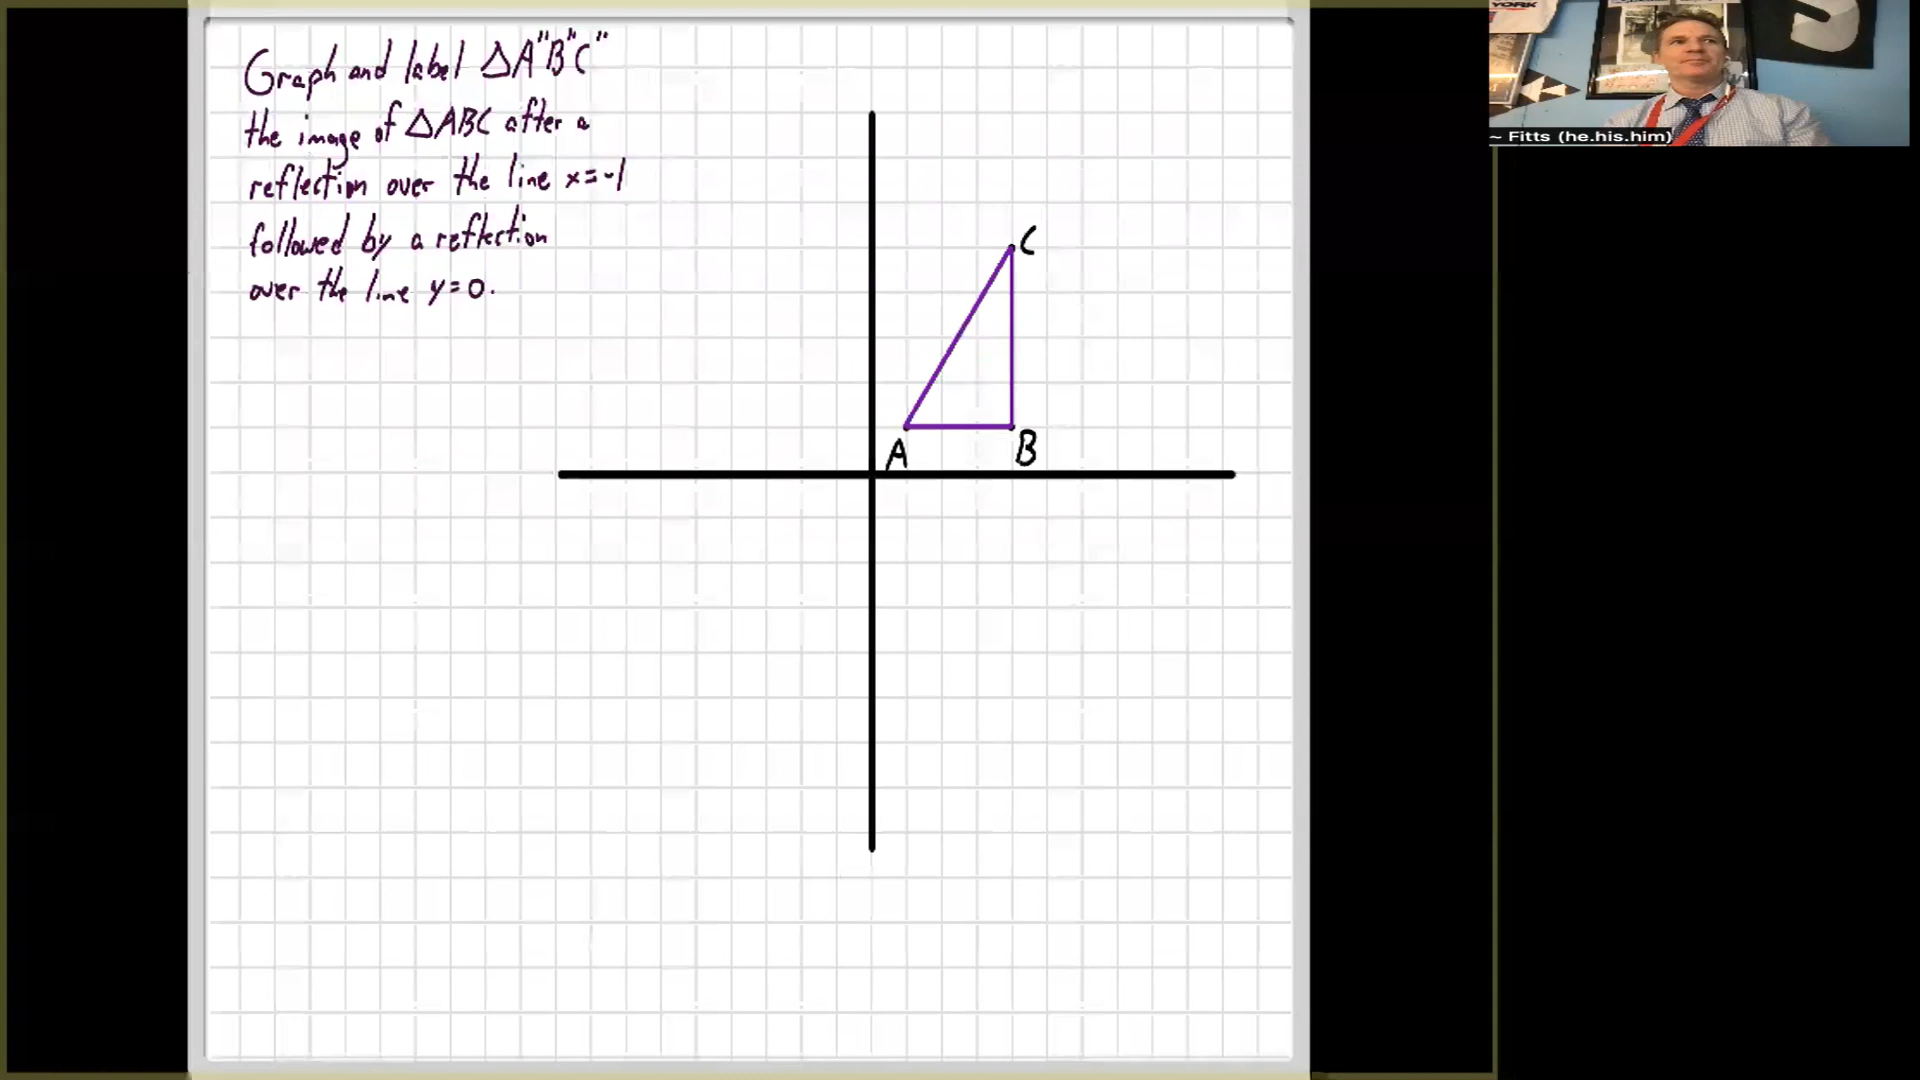 Graph and label △A"B"C"
the image of △ABC after a
reflection over the line x=-1
followed by a reflection
over the line y=0.
C
A
B
YORK
~ Fitts (he.his.him)